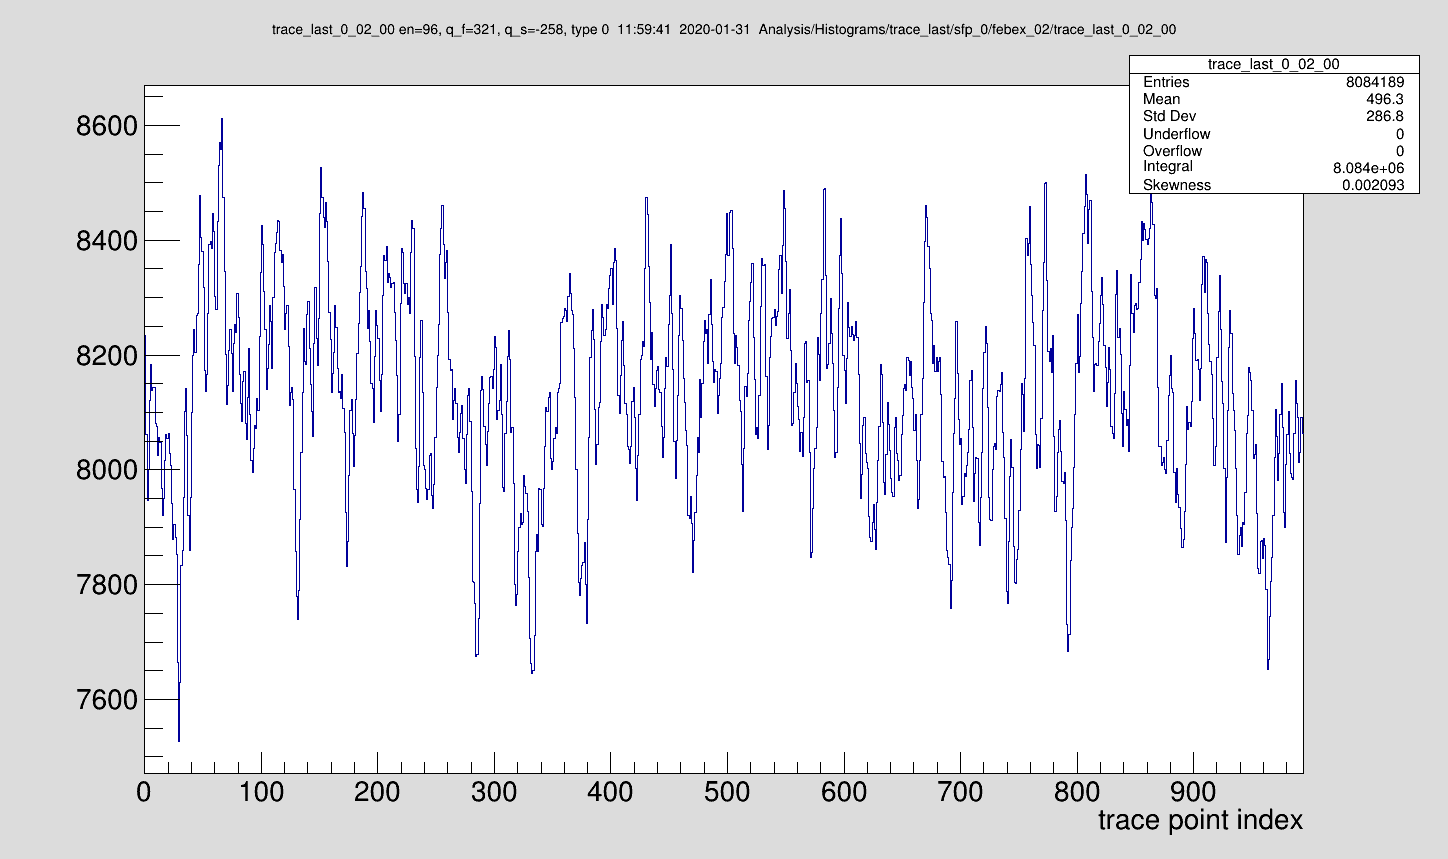 trace_last_0_02_00 en=96, q_f=321, q_s=-258, type 0 11:59:41 2020-01-31 Analysis/Histograms/trace_last/sfp_0/febex_02/trace_last_0_02_00
trace_last_0_02_00
Entries 8084189
Mean 496.3
Std Dev 286.8
Underflow 0
Overflow 0
Integral 8.084e+06
Skewness 0.002093
8600
8400
8200
8000
7800
7600
0 100 200 300 400 500 600 700 800 900
trace point index